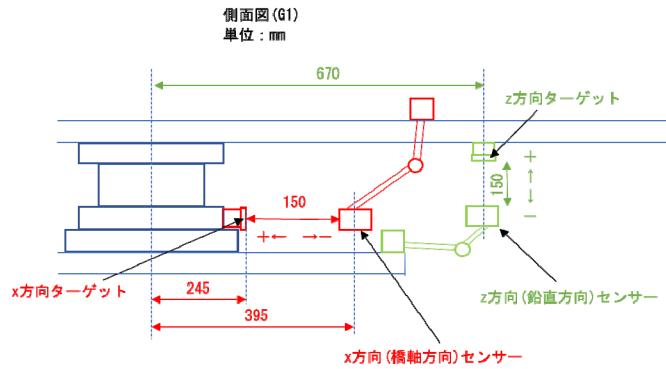 側面図(G1)
単位：mm
670
z方向ターゲット
150
150
＋
↑
↓
－
＋← →－
x方向ターゲット
245
z方向(鉛直方向)センサー
395
x方向(橋軸方向)センサー